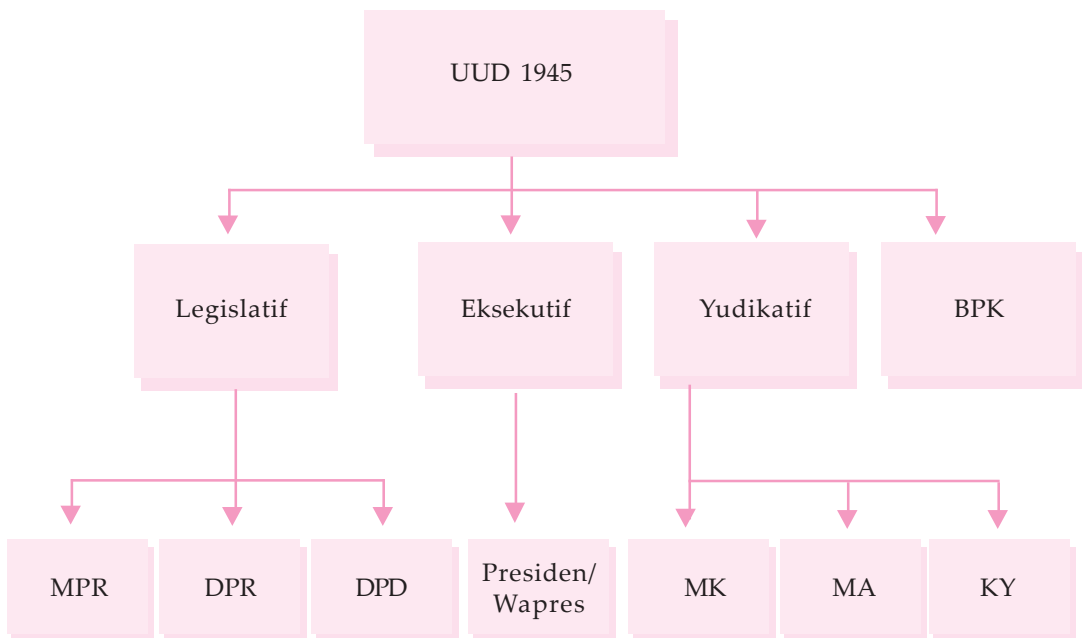 UUD 1945
Legislatif
Eksekutif
Yudikatif
BPK
MPR
DPR
DPD
Presiden/
Wapres
MK
MA
KY